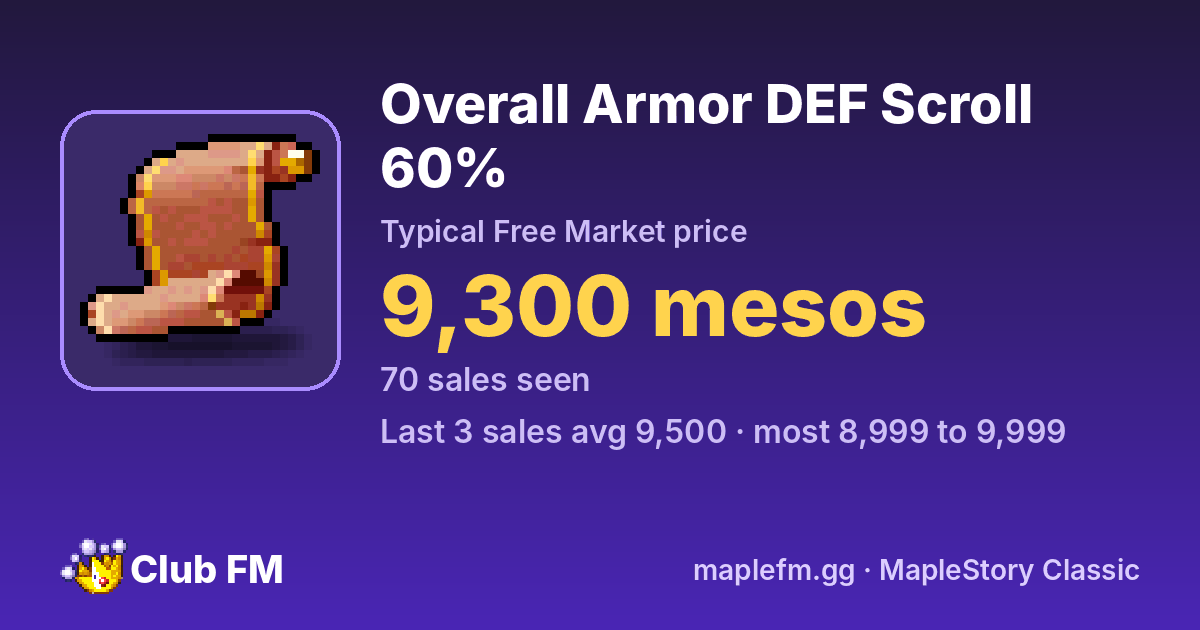 Overall Armor DEF Scroll
60%
Typical Free Market price
9,300 mesos
70 sales seen
Last 3 sales avg 9,500 · most 8,999 to 9,999
Club FM
maplefm.gg · MapleStory Classic